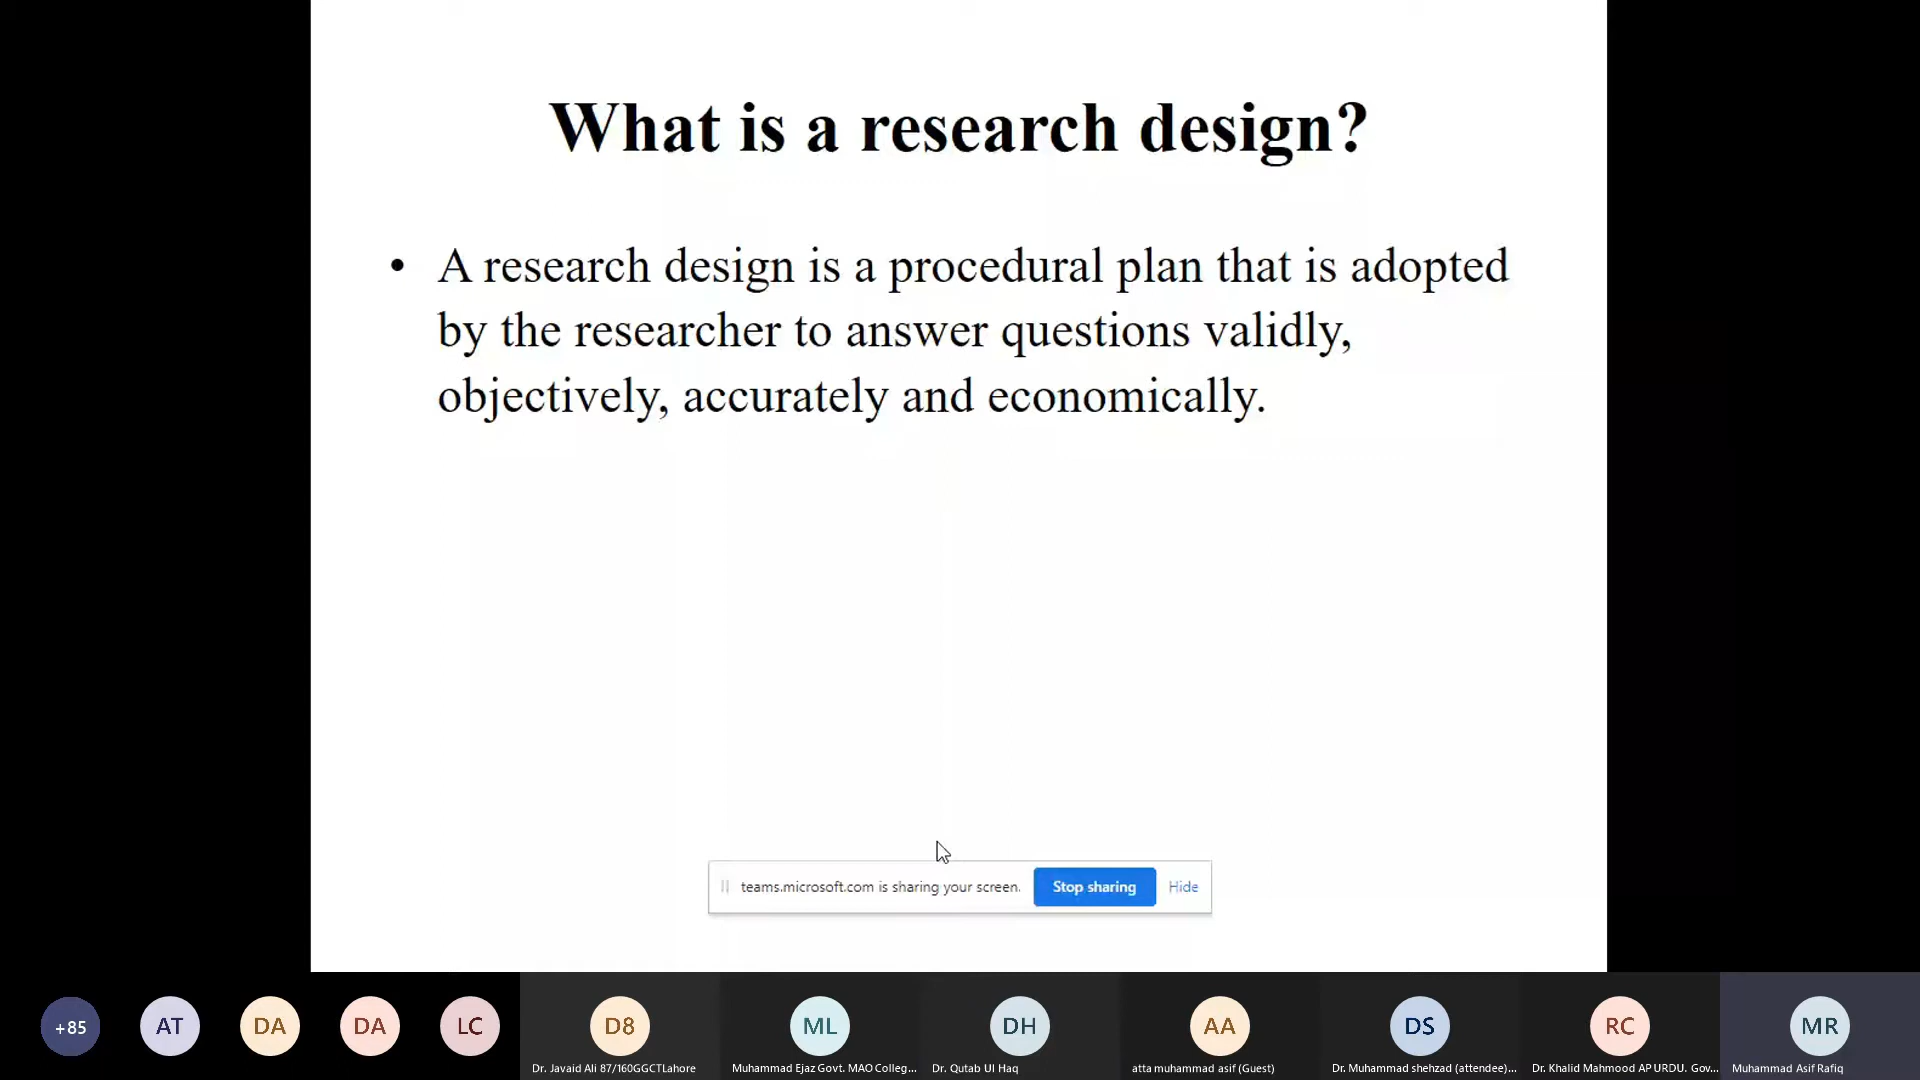 What is a research design?
• A research design is a procedural plan that is adopted
by the researcher to answer questions validly,
objectively, accurately and economically.
teams.microsoft.com is sharing your screen.
Stop sharing
Hide
+85
AT
DA
DA
LC
D8
ML
DH
AA
DS
RC
MR
Dr. Javaid Ali 87/160GGCTLahore
Muhammad Ejaz Govt. MAO Colleg...
Dr. Qutab Ul Haq
atta muhammad asif (Guest)
Dr. Muhammad shehzad (attendee)...
Dr. Khalid Mahmood AP URDU. Gov...
Muhammad Asif Rafiq